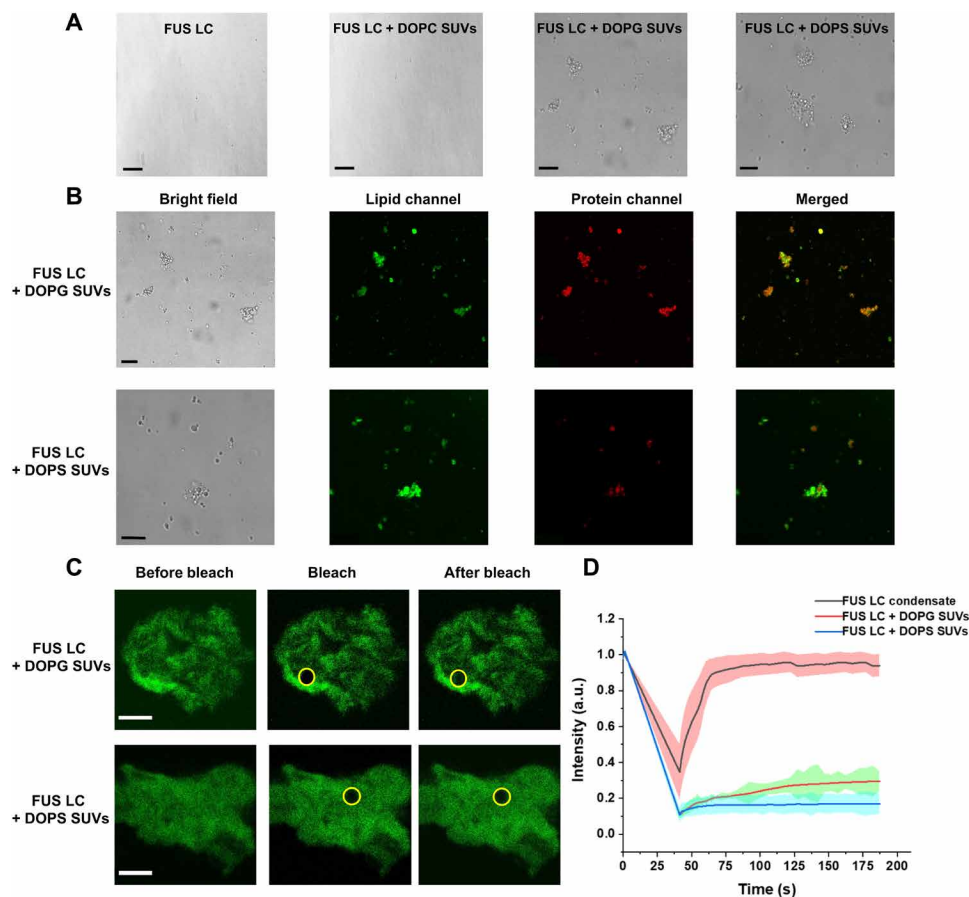 A
FUS LC
FUS LC + DOPC SUVs
FUS LC + DOPG SUVs
FUS LC + DOPS SUVs
B
Bright field
Lipid channel
Protein channel
Merged
FUS LC
+ DOPG SUVs
FUS LC
+ DOPS SUVs
C
Before bleach
Bleach
After bleach
FUS LC
+ DOPG SUVs
FUS LC
+ DOPS SUVs
D
FUS LC condensate
FUS LC + DOPG SUVs
FUS LC + DOPS SUVs
Intensity (a.u.)
1.2
1.0
0.8
0.6
0.4
0.2
0.0
0 25 50 75 100 125 150 175 200
Time (s)